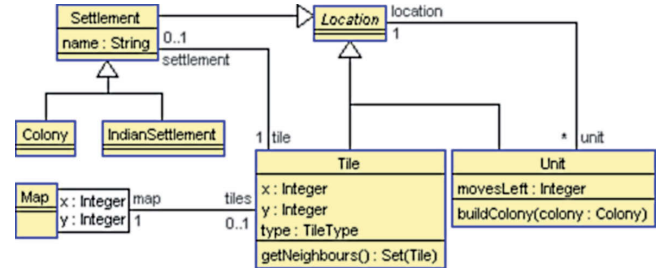 Settlement
name : String
0..1
settlement
Location
location
1
Colony
IndianSettlement
1 tile
* unit
Map
x : Integer
y : Integer
map
1
tiles
0..1
Tile
x : Integer
y : Integer
type : TileType
getNeighbours() : Set(Tile)
Unit
movesLeft : Integer
buildColony(colony : Colony)